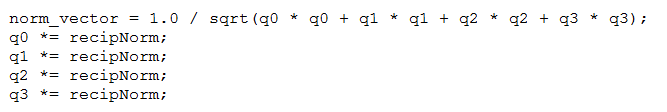 norm_vector = 1.0 / sqrt(q0 * q0 + q1 * q1 + q2 * q2 + q3 * q3);
q0 *= recipNorm;
q1 *= recipNorm;
q2 *= recipNorm;
q3 *= recipNorm;